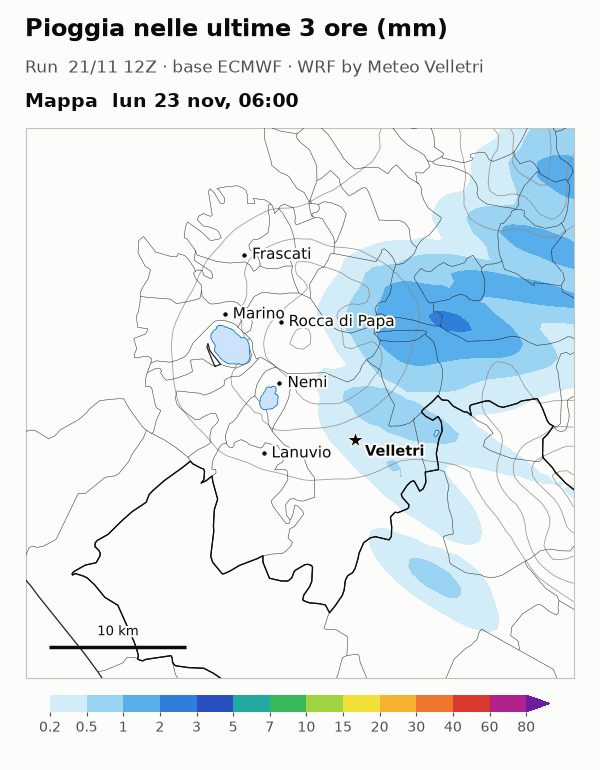 Pioggia nelle ultime 3 ore (mm)
Run  21/11 12Z · base ECMWF · WRF by Meteo Velletri
Mappa  lun 23 nov, 06:00
Frascati
Marino
Rocca di Papa
Nemi
Velletri
Lanuvio
10 km
0.2 0.5 1 2 3 5 7 10 15 20 30 40 60 80